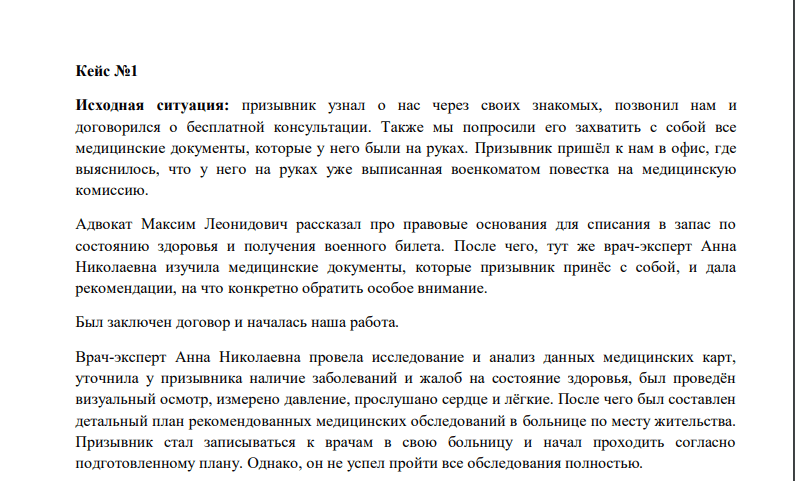 Кейс №1
Исходная ситуация: призывник узнал о нас через своих знакомых, позвонил нам и
договорился о бесплатной консультации. Также мы попросили его захватить с собой все
медицинские документы, которые у него были на руках. Призывник пришёл к нам в офис, где
выяснилось, что у него на руках уже выписанная военкоматом повестка на медицинскую
комиссию.
Адвокат Максим Леонидович рассказал про правовые основания для списания в запас по
состоянию здоровья и получения военного билета. После чего, тут же врач-эксперт Анна
Николаевна изучила медицинские документы, которые призывник принёс с собой, и дала
рекомендации, на что конкретно обратить особое внимание.
Был заключен договор и началась наша работа.
Врач-эксперт Анна Николаевна провела исследование и анализ данных медицинских карт,
уточнила у призывника наличие заболеваний и жалоб на состояние здоровья, был проведён
визуальный осмотр, измерено давление, прослушано сердце и лёгкие. После чего был составлен
детальный план рекомендованных медицинских обследований в больнице по месту жительства.
Призывник стал записываться к врачам в свою больницу и начал проходить согласно
подготовленному плану. Однако, он не успел пройти все обследования полностью.